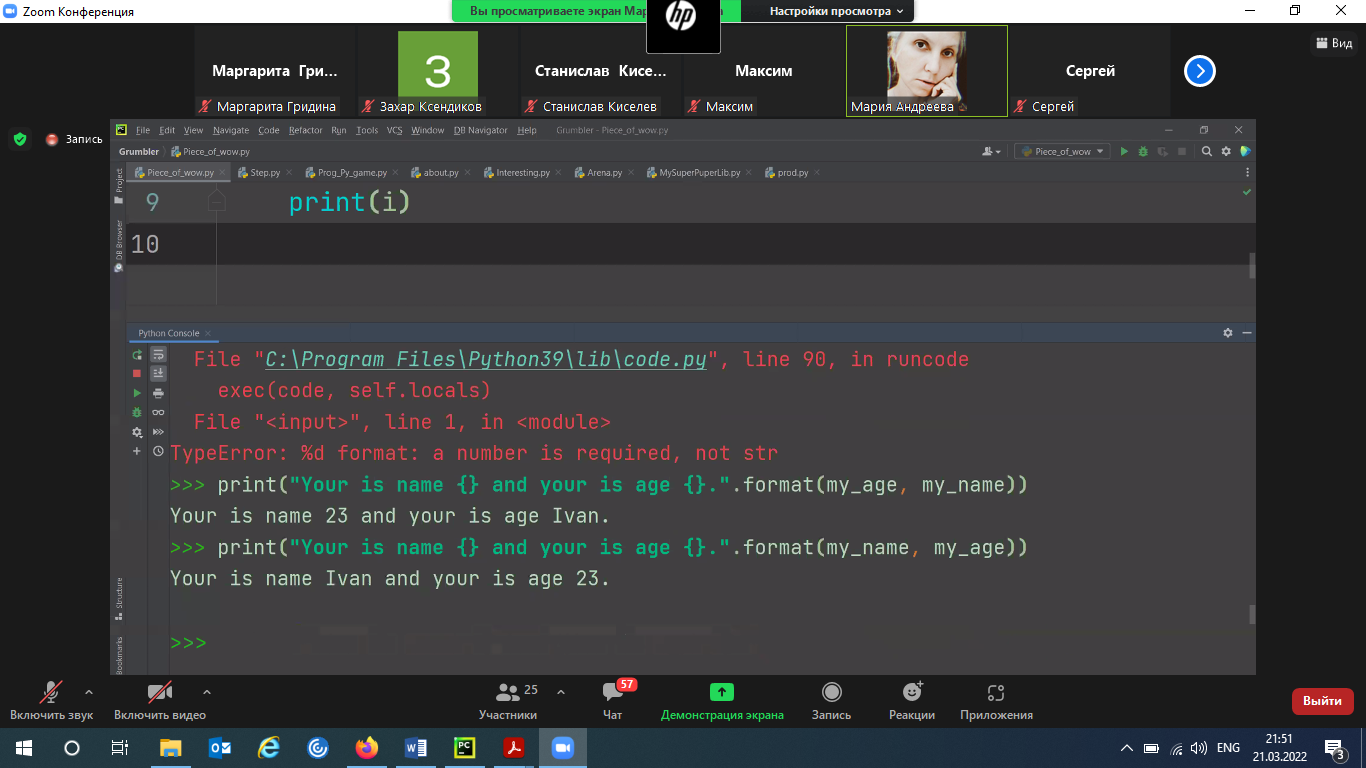 Zoom Конференция
Вы просматриваете экран
Настройки просмотра
hp
Маргарита Гри...
З
Станислав Кисе...
Максим
Сергей
Вид
Маргарита Гридина
Захар Ксендиков
Станислав Киселев
Максим
Мария Андреева
Сергей
Запись
PC File Edit View Navigate Code Refactor Run Tools VCS Window DB Navigator Help Grumbler - Piece_of_wow.py
Grumbler Piece_of_wow.py
Piece_of_wow
Piece_of_wow.py Step.py Prog_Py_game.py about.py Interesting.py Arena.py MySuperPuperLib.py prod.py
Project
DB Browser
Structure
Bookmarks
9 print(i)
10
Python Console
File "C:\Program Files\Python39\lib\code.py", line 90, in runcode
exec(code, self.locals)
File "<input>", line 1, in <module>
TypeError: %d format: a number is required, not str
>>> print("Your is name {} and your is age {}.".format(my_age, my_name))
Your is name 23 and your is age Ivan.
>>> print("Your is name {} and your is age {}.".format(my_name, my_age))
Your is name Ivan and your is age 23.
>>>
Включить звук
Включить видео
25
Участники
57
Чат
Демонстрация экрана
Запись
Реакции
Приложения
Выйти
ENG
21:51
21.03.2022
3